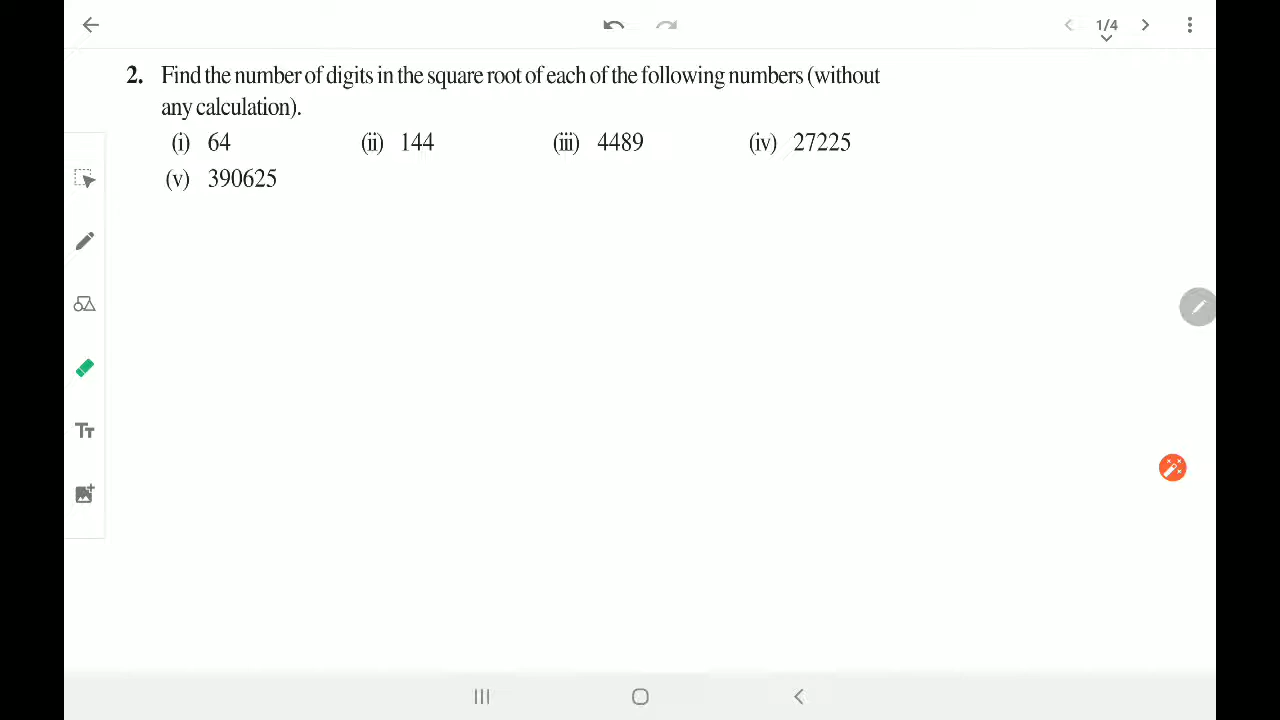 1/4
2. Find the number of digits in the square root of each of the following numbers (without
any calculation).
(i) 64 (ii) 144 (iii) 4489 (iv) 27225
(v) 390625
TT